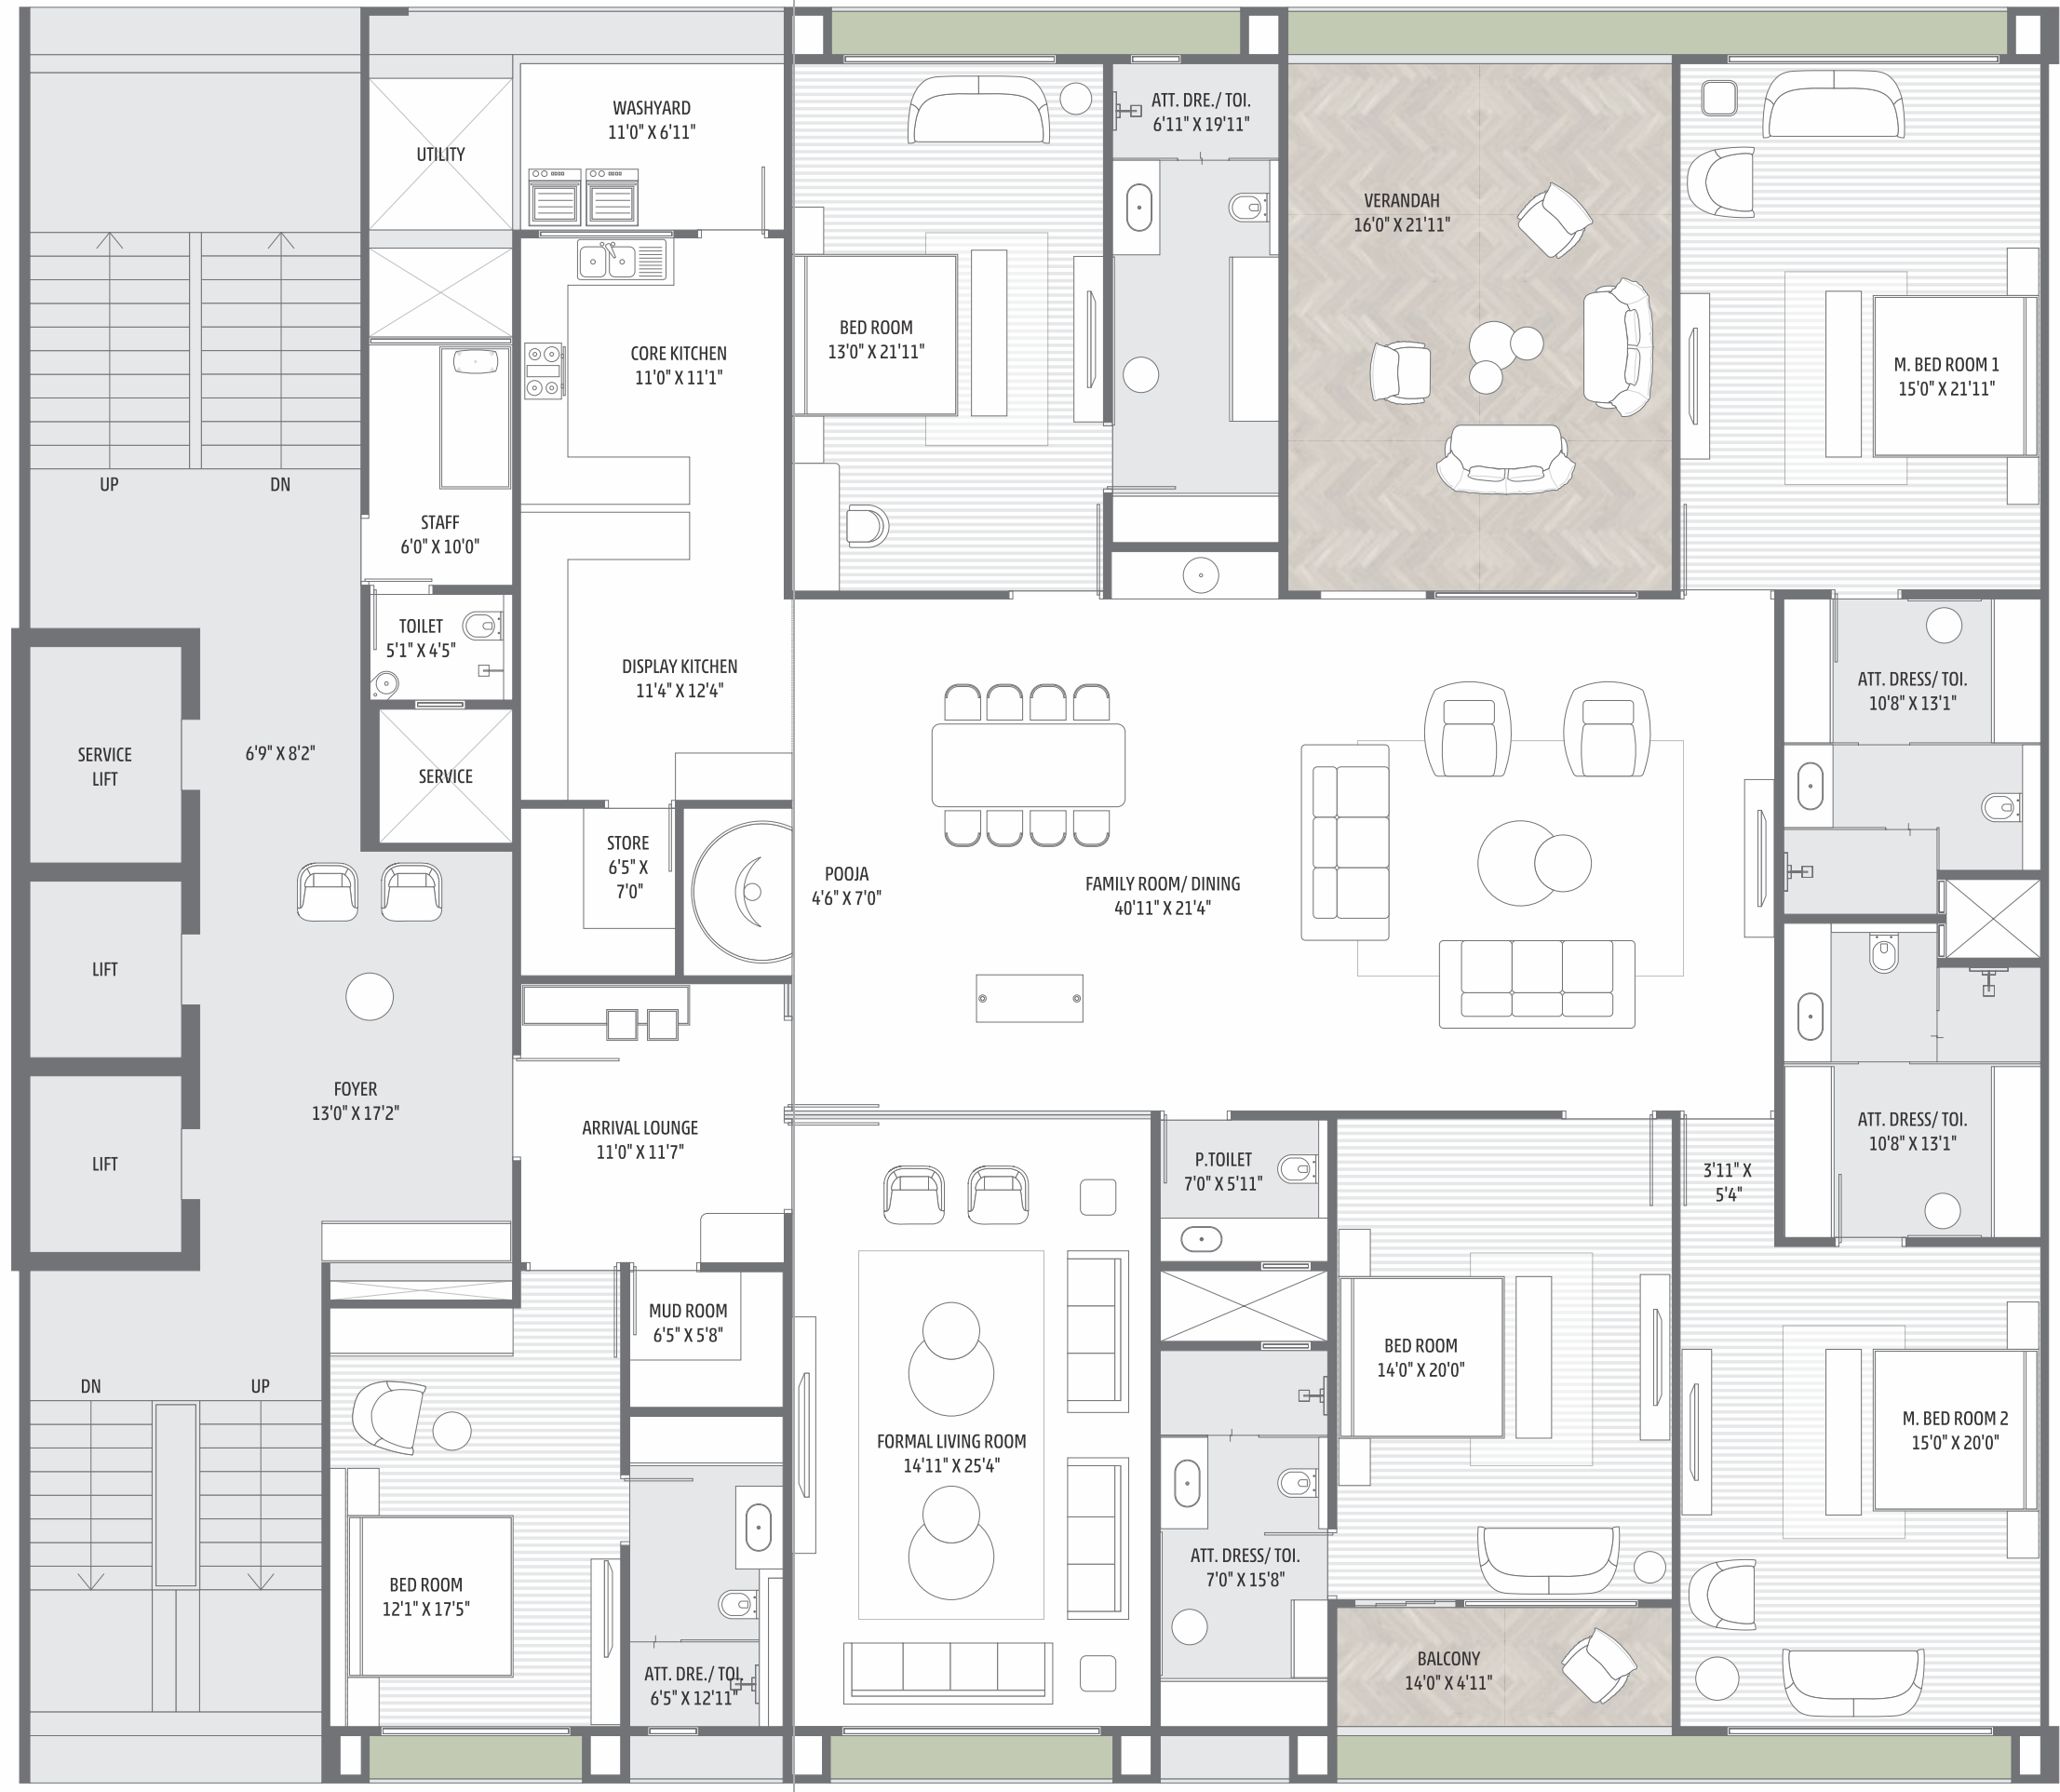 WASHYARD
11'0" X 6'11"
ATT. DRE./ TOI.
6'11" X 19'11"
UTILITY
VERANDAH
16'0" X 21'11"
BED ROOM
13'0" X 21'11"
CORE KITCHEN
11'0" X 11'1"
M. BED ROOM 1
15'0" X 21'11"
UP
DN
STAFF
6'0" X 10'0"
TOILET
5'1" X 4'5"
DISPLAY KITCHEN
11'4" X 12'4"
ATT. DRESS/ TOI.
10'8" X 13'1"
SERVICE
LIFT
6'9" X 8'2"
SERVICE
STORE
6'5" X
7'0"
POOJA
4'6" X 7'0"
FAMILY ROOM/ DINING
40'11" X 21'4"
LIFT
FOYER
13'0" X 17'2"
ARRIVAL LOUNGE
11'0" X 11'7"
ATT. DRESS/ TOI.
10'8" X 13'1"
LIFT
P.TOILET
7'0" X 5'11"
3'11" X
5'4"
MUD ROOM
6'5" X 5'8"
BED ROOM
14'0" X 20'0"
DN
UP
FORMAL LIVING ROOM
14'11" X 25'4"
M. BED ROOM 2
15'0" X 20'0"
ATT. DRESS/ TOI.
7'0" X 15'8"
BED ROOM
12'1" X 17'5"
ATT. DRE./ TOI.
6'5" X 12'11"
BALCONY
14'0" X 4'11"